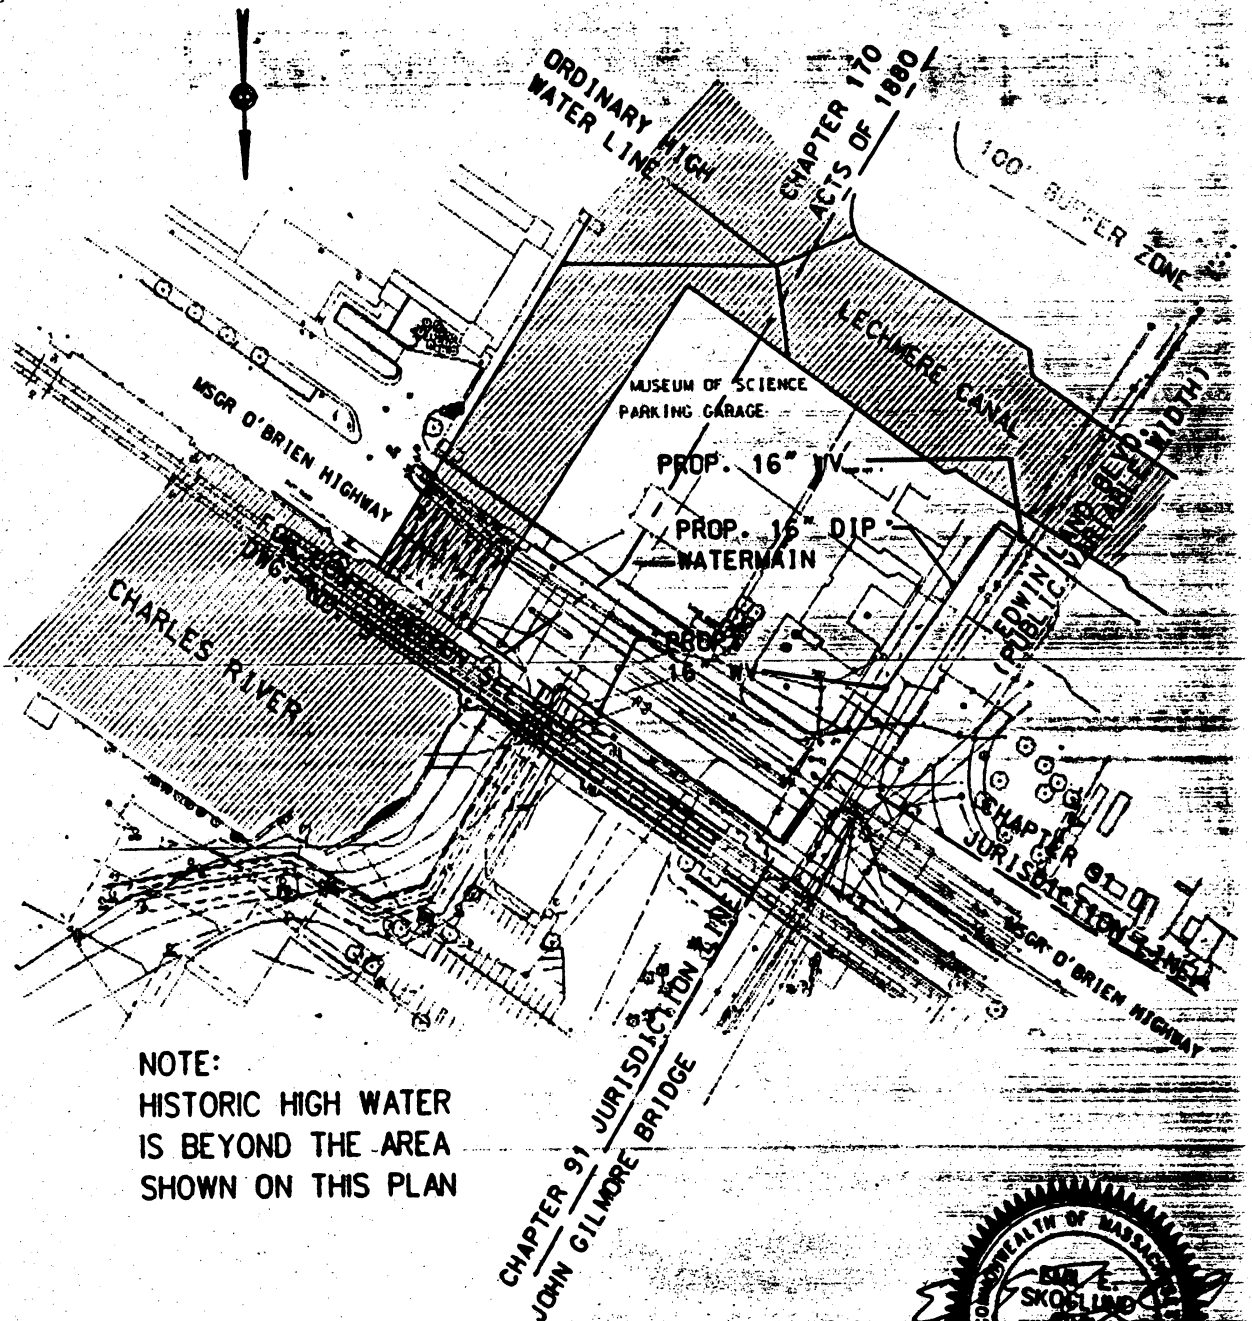 ORDINARY HIGH
WATER LINE
CHAPTER 170
ACTS OF 1880
100' BUFFER ZONE
LECHMERE CANAL
MUSEUM OF SCIENCE
PARKING GARAGE
MSGR O'BRIEN HIGHWAY
PROP. 16" WV
PROP. 16" DIP
WATERMAIN
EDWIN LAND BLVD.
(PUBLIC-VARIABLE WIDTH)
CHARLES RIVER
PROP.
16" WV
CHAPTER 91
JURISDICTION LINE
MSGR O'BRIEN HIGHWAY
CHAPTER 91 JURISDICTION LINE
JOHN GILMORE BRIDGE
NOTE:
HISTORIC HIGH WATER
IS BEYOND THE AREA
SHOWN ON THIS PLAN
COMMONWEALTH OF MASSACHUSETTS
E.
SKOGLUND